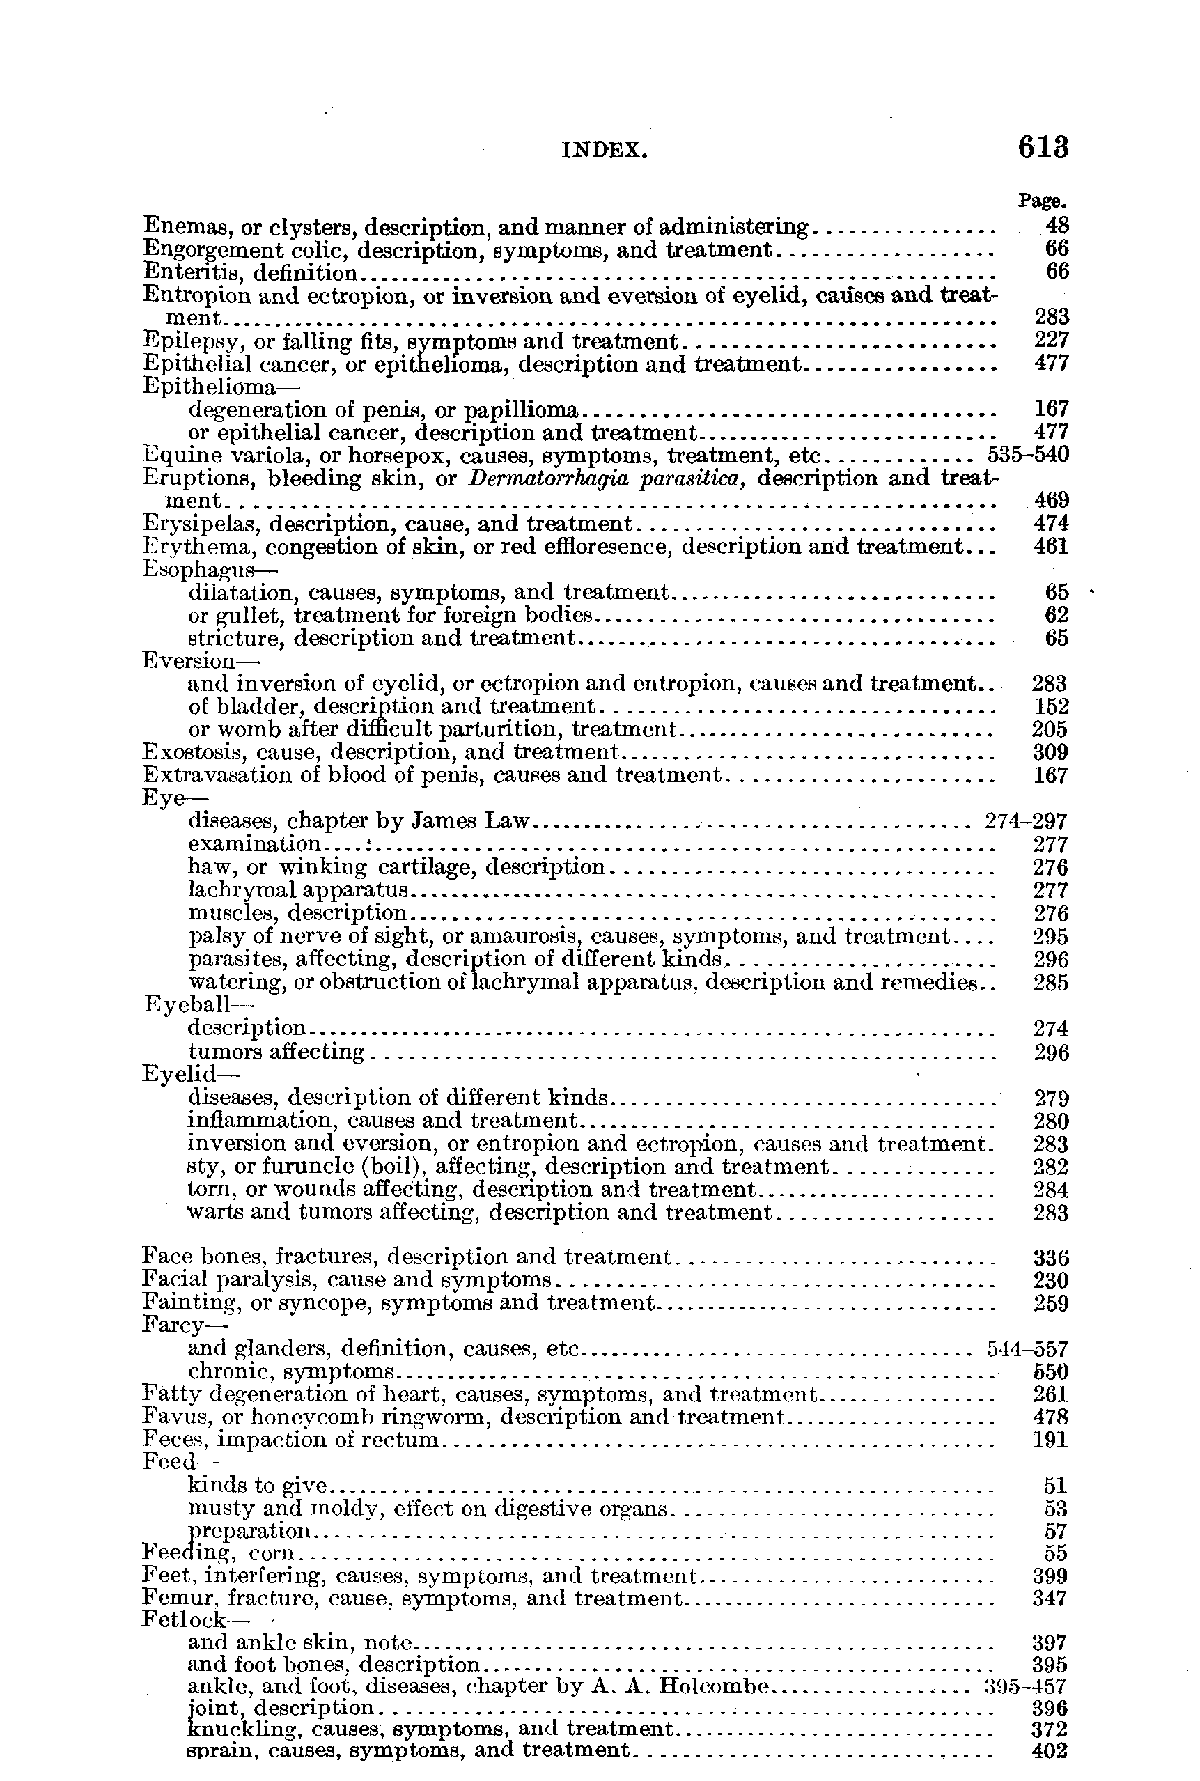 INDEX. 613
Page.
Enemas, or clysters, description, and manner of administering................ 48
Engorgement colic, description, symptoms, and treatment................... 66
Enteritis, definition...................................................... 66
Entropion and ectropion, or inversion and eversion of eyelid, causes and treat-
ment.................................................................. 283
Epilepsy, or falling fits, symptoms and treatment........................... 227
Epithelial cancer, or epithelioma, description and treatment................. 477
Epithelioma—
degeneration of penis, or papillioma.................................... 167
or epithelial cancer, description and treatment.......................... 477
Equine variola, or horsepox, causes, symptoms, treatment, etc............. 535-540
Eruptions, bleeding skin, or Dermatorrhagia parasitica, description and treat-
ment.................................................................. 469
Erysipelas, description, cause, and treatment............................... 474
Erythema, congestion of skin, or red effloresence, description and treatment... 461
Esophagus—
dilatation, causes, symptoms, and treatment............................ 65
or gullet, treatment for foreign bodies.................................. 62
stricture, description and treatment.................................... 65
Eversion—
and inversion of eyelid, or ectropion and entropion, causes and treatment.. 283
of bladder, description and treatment.................................. 152
or womb after difficult parturition, treatment........................... 205
Exostosis, cause, description, and treatment................................ 309
Extravasation of blood of penis, causes and treatment....................... 167
Eye—
diseases, chapter by James Law...................................... 274-297
examination.......................................................... 277
haw, or winking cartilage, description................................. 276
lachrymal apparatus.................................................. 277
muscles, description.................................................. 276
palsy of nerve of sight, or amaurosis, causes, symptoms, and treatment.... 295
parasites, affecting, description of different kinds....................... 296
watering, or obstruction of lachrymal apparatus, description and remedies.. 285
Eyeball—
description........................................................... 274
tumors affecting...................................................... 296
Eyelid—
diseases, description of different kinds................................. 279
inflammation, causes and treatment.................................... 280
inversion and eversion, or entropion and ectropion, causes and treatment. 283
sty, or furuncle (boil), affecting, description and treatment.............. 282
torn, or wounds affecting, description and treatment..................... 284
warts and tumors affecting, description and treatment................... 283
Face bones, fractures, description and treatment............................ 336
Facial paralysis, cause and symptoms...................................... 230
Fainting, or syncope, symptoms and treatment.............................. 259
Farcy—
and glanders, definition, causes, etc.................................. 544-557
chronic, symptoms.................................................... 550
Fatty degeneration of heart, causes, symptoms, and treatment................ 261
Favus, or honeycomb ringworm, description and treatment................... 478
Feces, impaction of rectum................................................ 191
Feed—
kinds to give.......................................................... 51
musty and moldy, effect on digestive organs............................ 53
preparation........................................................... 57
Feeding, corn............................................................. 55
Feet, interfering, causes, symptoms, and treatment.......................... 399
Femur, fracture, cause, symptoms, and treatment........................... 347
Fetlock—
and ankle skin, note.................................................. 397
and foot bones, description............................................ 395
ankle, and foot, diseases, chapter by A. A. Holcombe.................. 395-457
joint, description..................................................... 396
knuckling, causes, symptoms, and treatment............................ 372
sprain, causes, symptoms, and treatment............................... 402